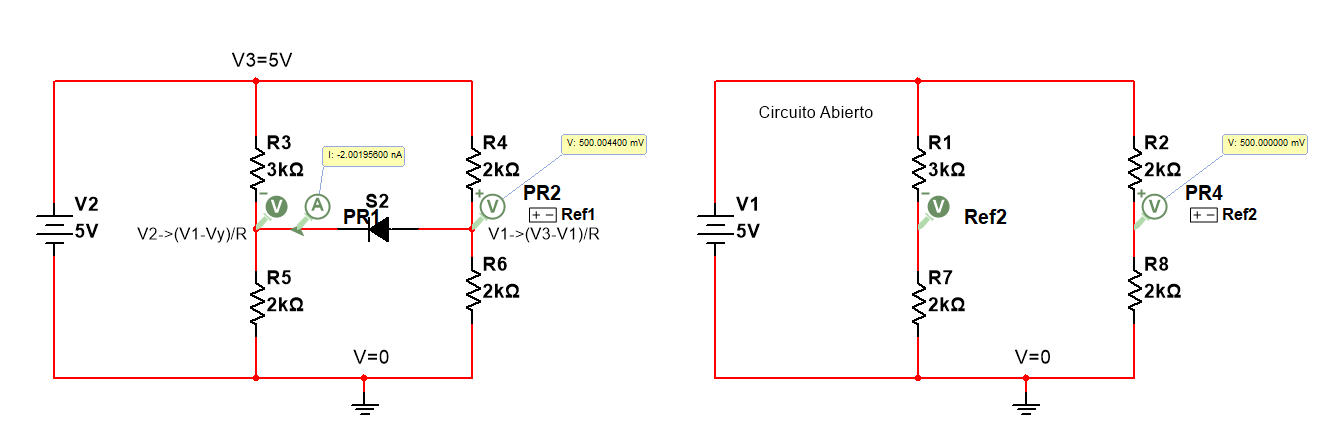 V3=5V
R3
3kΩ
I: -2.00195600 nA
A
R4
2kΩ
V: 500.004400 mV
V2
5V
V
S2
PR1
V
PR2
Ref1
V2->(V1-Vy)/R
V1->(V3-V1)/R
R5
2kΩ
R6
2kΩ
V=0
Circuito Abierto
R1
3kΩ
R2
2kΩ
V: 500.000000 mV
V1
5V
V
Ref2
V
PR4
Ref2
R7
2kΩ
R8
2kΩ
V=0